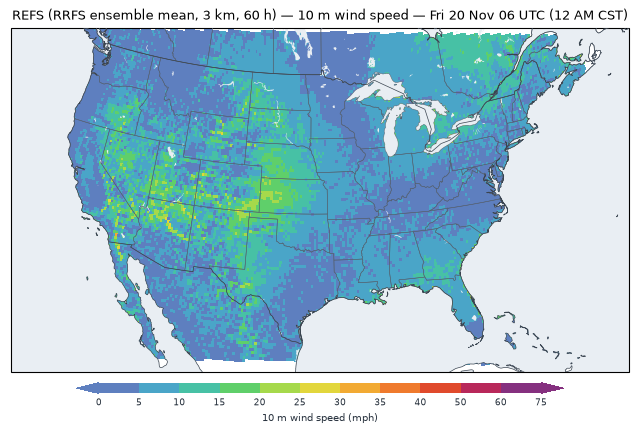 REFS (RRFS ensemble mean, 3 km, 60 h) — 10 m wind speed — Fri 20 Nov 06 UTC (12 AM CST)
0 5 10 15 20 25 30 35 40 50 60 75
10 m wind speed (mph)